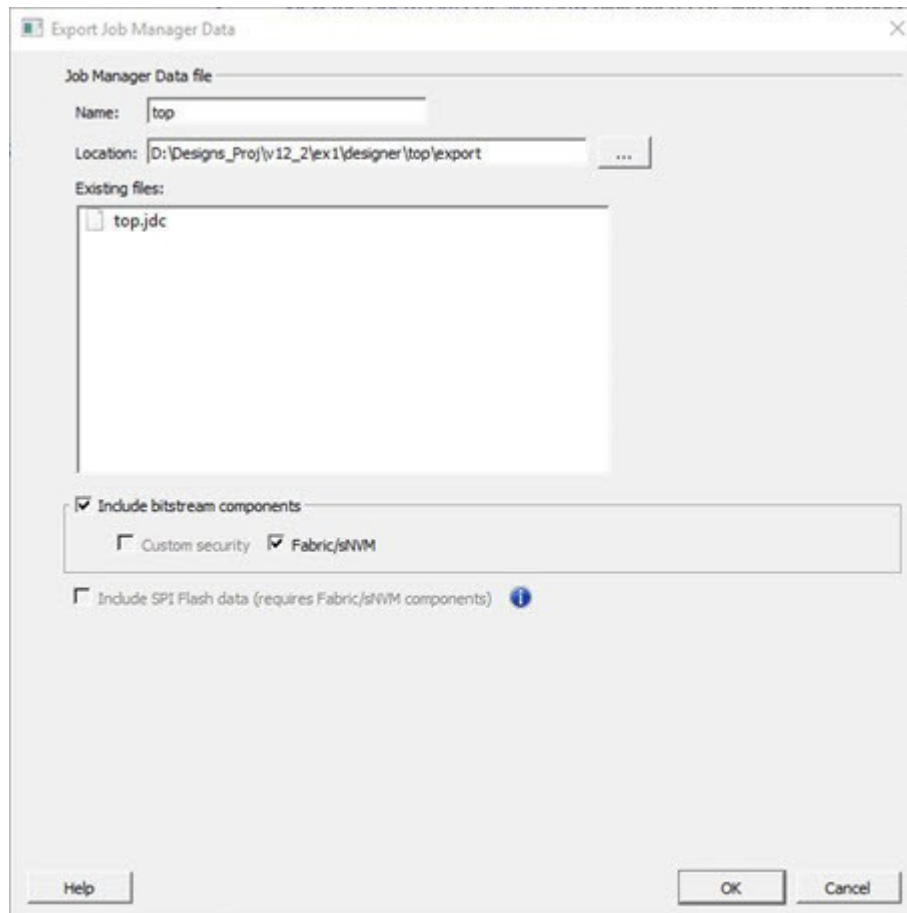 Export Job Manager Data
Job Manager Data file
Name: top
Location: D:\Designs_Proj\v12_2\ex1\designer\top\export ...
Existing files:
top.jdc
Include bitstream components
Custom security Fabric/sNVM
Include SPI Flash data (requires Fabric/sNVM components)
Help OK Cancel